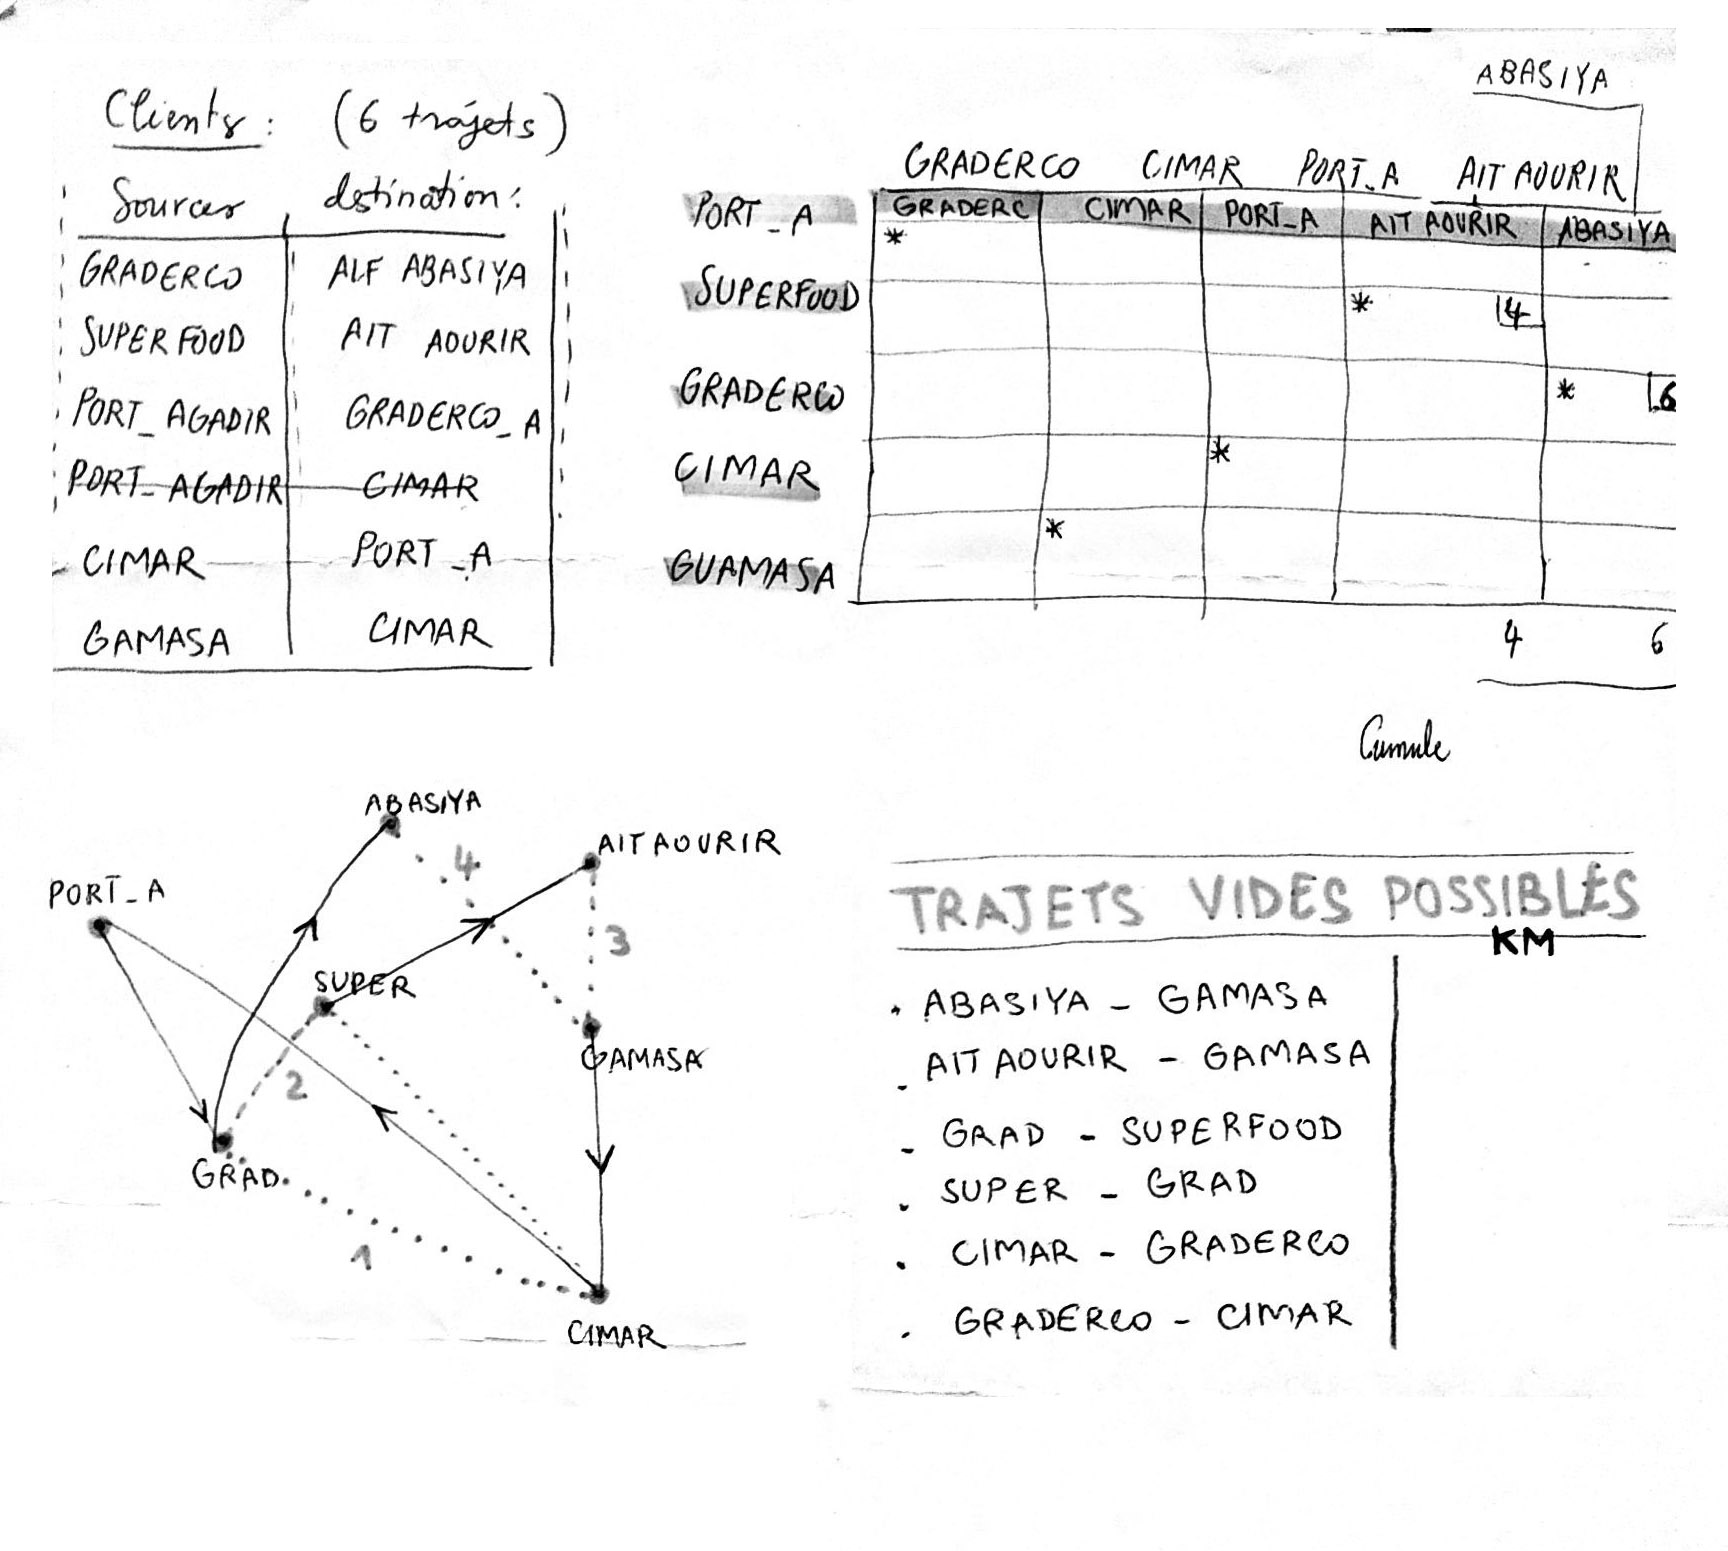 Clients : (6 trájets)
Sources destination :
GRADERCO ALF ABASIYA
SUPERFOOD AIT AOURIR
PORT_AGADIR GRADERCO_A
PORT_AGADIR CIMAR
CIMAR PORT_A
GAMASA CIMAR
ABASIYA
GRADERCO CIMAR PORT_A AIT AOURIR
PORT_A GRADERC CIMAR PORT_A AIT AOURIR ABASIYA
*
SUPERFOOD * 4
GRADERCO * 6
CIMAR *
GUAMASA *
4 6
Cumule
ABASIYA
AIT AOURIR
PORT_A
4
3
SUPER
GAMASA
2
GRAD
1
CIMAR
TRAJETS VIDES POSSIBLES
KM
. ABASIYA - GAMASA
. AIT AOURIR - GAMASA
- GRAD - SUPERFOOD
. SUPER - GRAD
. CIMAR - GRADERCO
. GRADERCO - CIMAR